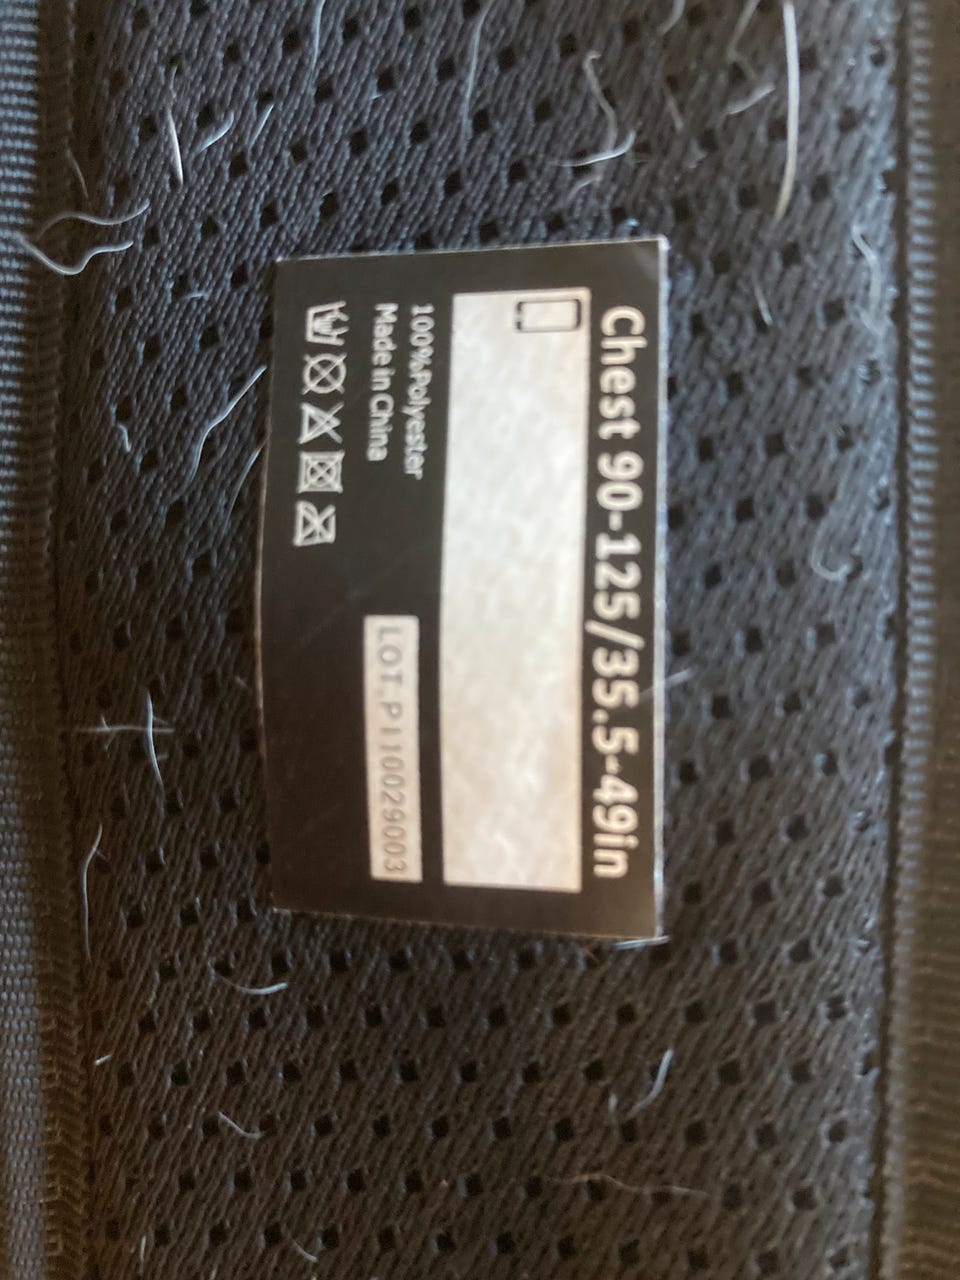 Chest 90-125/35.5-49in
100%Polyester
Made in China
LOT P110029003